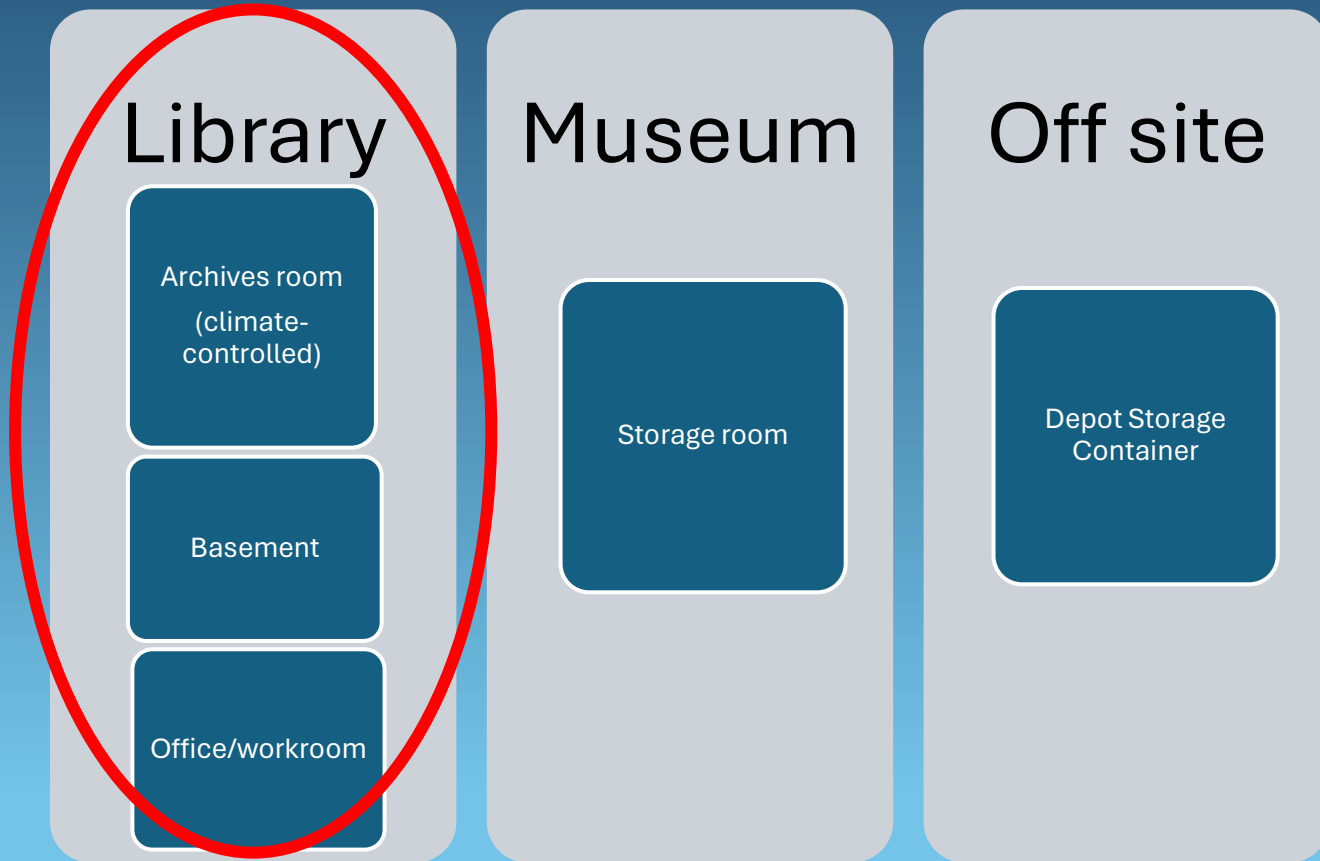 Library
Archives room
(climate-
controlled)
Basement
Office/workroom
Museum
Storage room
Off site
Depot Storage
Container